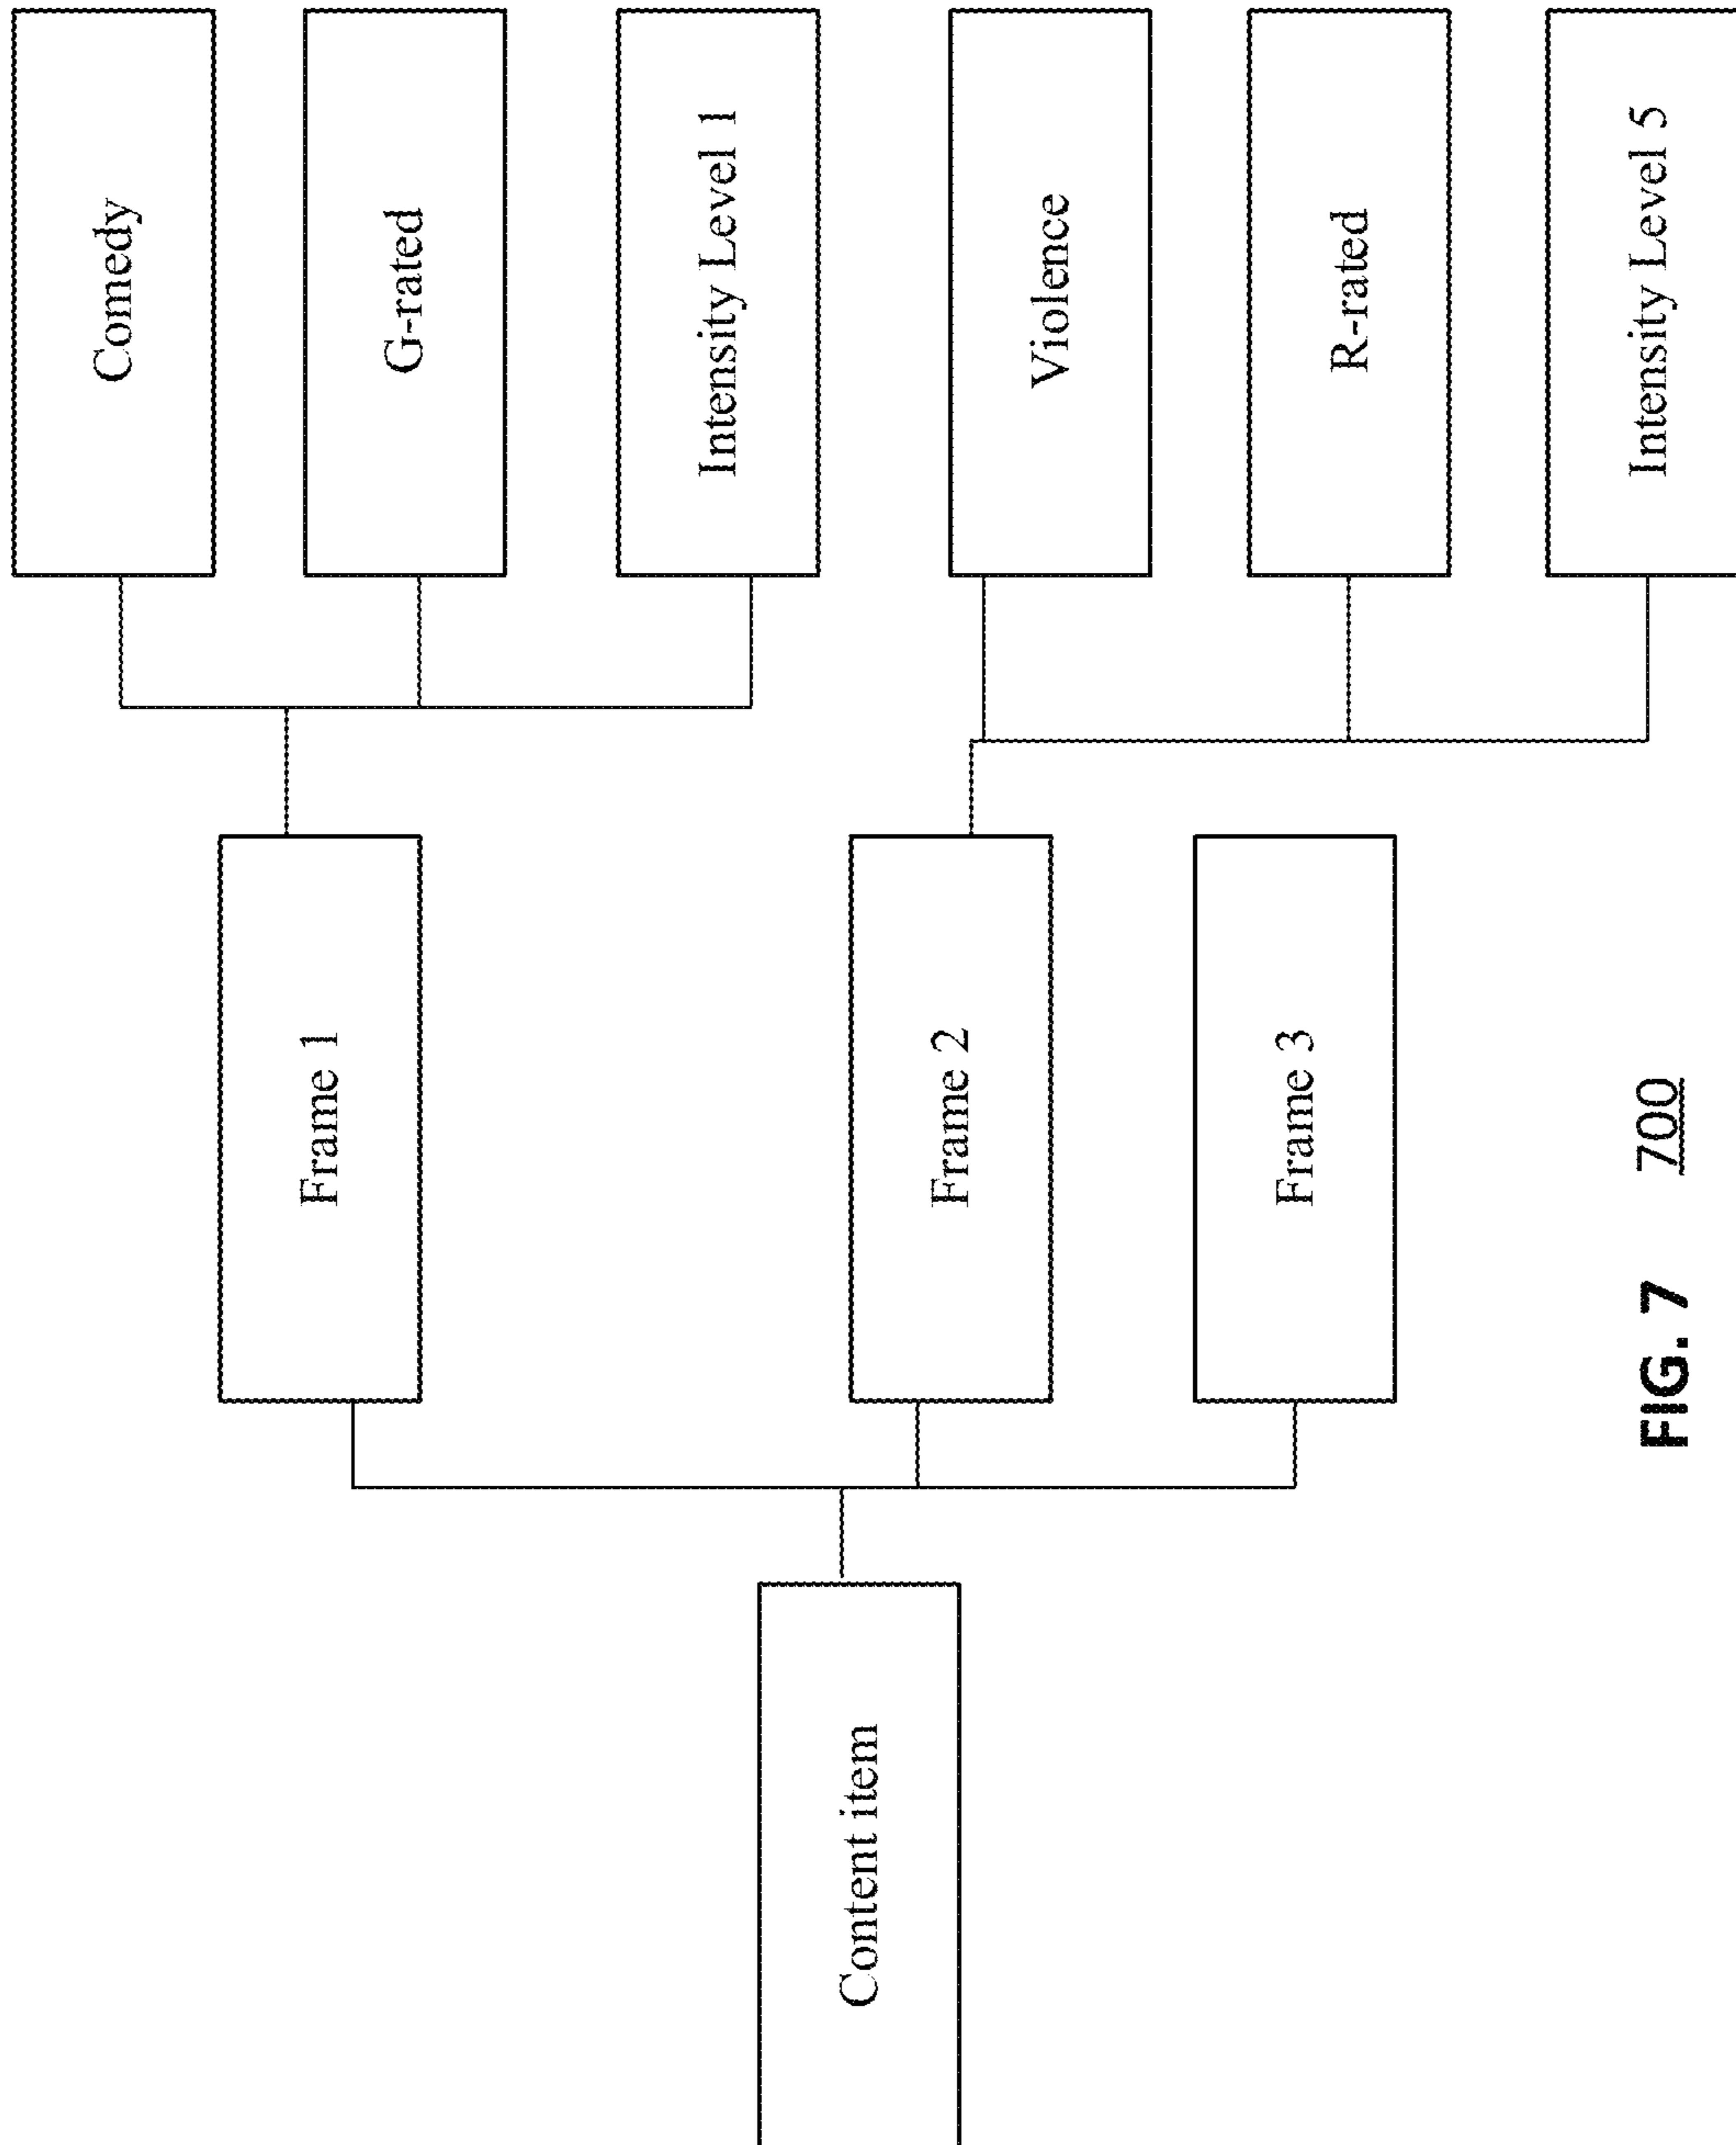 Content item
Frame 1
Frame 2
Frame 3
Comedy
G-rated
Intensity Level 1
Violence
R-rated
Intensity Level 5
FIG. 7 700